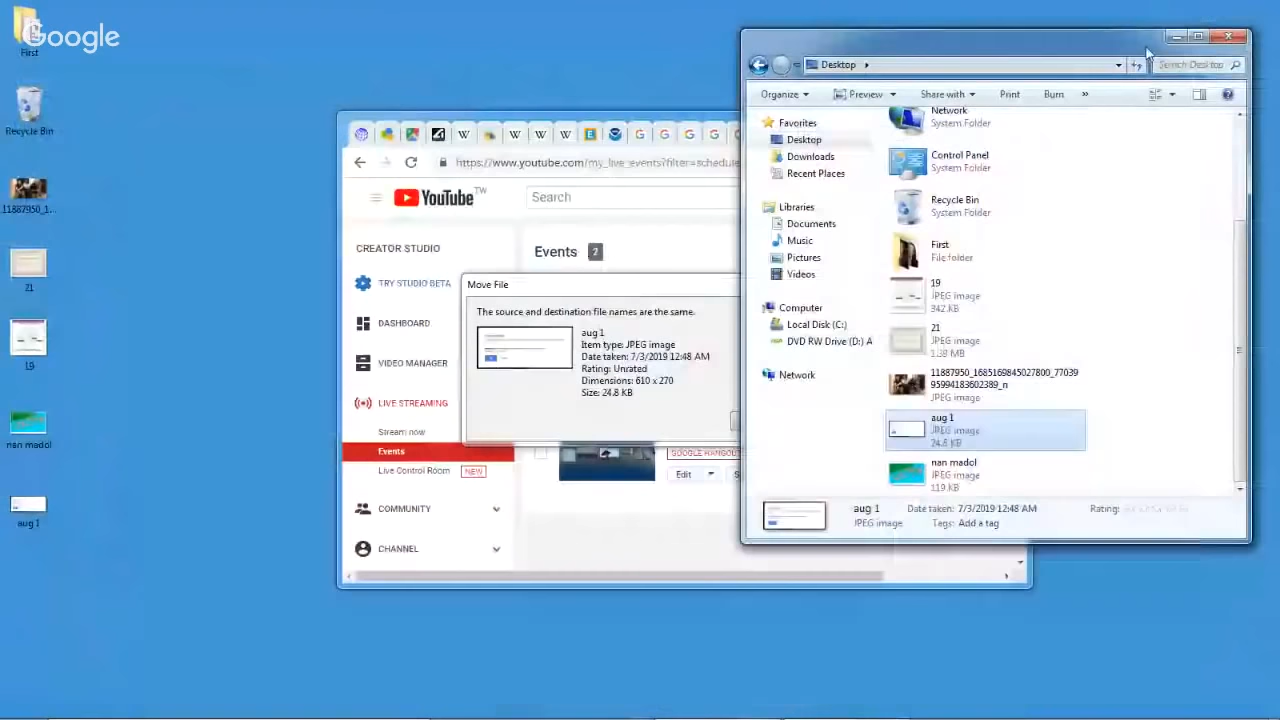 Google
First
Recycle Bin
11887950_1...
21
19
nan madol
aug 1
https://www.youtube.com/my_live_events?filter=schedule
YouTube TW
Search
CREATOR STUDIO
TRY STUDIO BETA
DASHBOARD
VIDEO MANAGER
LIVE STREAMING
Stream now
Events
Live Control Room NEW
COMMUNITY
CHANNEL
Events 2
GOOGLE HANGOUT
Edit
Move File
The source and destination file names are the same.
aug 1
Item type: JPEG image
Date taken: 7/3/2019 12:48 AM
Rating: Unrated
Dimensions: 610 x 270
Size: 24.8 KB
Desktop
Search Desktop
Organize Preview Share with Print Burn »
Favorites
Desktop
Downloads
Recent Places
Libraries
Documents
Music
Pictures
Videos
Computer
Local Disk (C:)
DVD RW Drive (D:) A
Network
Network
System Folder
Control Panel
System Folder
Recycle Bin
System Folder
First
File folder
19
JPEG image
342 KB
21
JPEG image
1.38 MB
11887950_1685169845027800_77039
95994183602389_n
JPEG image
aug 1
JPEG image
24.8 KB
nan madol
JPEG image
119 KB
aug 1 Date taken: 7/3/2019 12:48 AM Rating:
JPEG image Tags: Add a tag